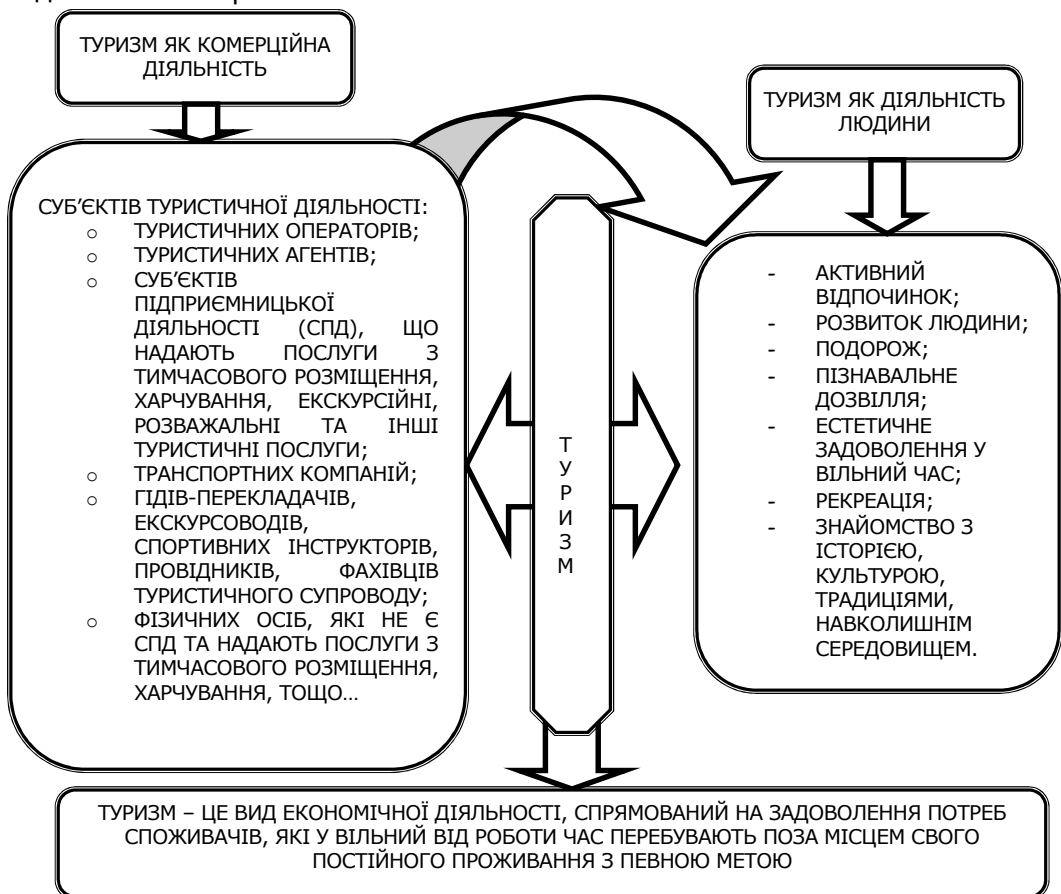 ТУРИЗМ ЯК КОМЕРЦІЙНА
ДІЯЛЬНІСТЬ
ТУРИЗМ ЯК ДІЯЛЬНІСТЬ
ЛЮДИНИ
СУБ’ЄКТІВ ТУРИСТИЧНОЇ ДІЯЛЬНОСТІ:
o ТУРИСТИЧНИХ ОПЕРАТОРІВ;
o ТУРИСТИЧНИХ АГЕНТІВ;
o СУБ’ЄКТІВ
ПІДПРИЄМНИЦЬКОЇ
ДІЯЛЬНОСТІ (СПД), ЩО
НАДАЮТЬ ПОСЛУГИ З
ТИМЧАСОВОГО РОЗМІЩЕННЯ,
ХАРЧУВАННЯ, ЕКСКУРСІЙНІ,
РОЗВАЖАЛЬНІ ТА ІНШІ
ТУРИСТИЧНІ ПОСЛУГИ;
o ТРАНСПОРТНИХ КОМПАНІЙ;
o ГІДІВ-ПЕРЕКЛАДАЧІВ,
ЕКСКУРСОВОДІВ,
СПОРТИВНИХ ІНСТРУКТОРІВ,
ПРОВІДНИКІВ, ФАХІВЦІВ
ТУРИСТИЧНОГО СУПРОВОДУ;
o ФІЗИЧНИХ ОСІБ, ЯКІ НЕ Є
СПД ТА НАДАЮТЬ ПОСЛУГИ З
ТИМЧАСОВОГО РОЗМІЩЕННЯ,
ХАРЧУВАННЯ, ТОЩО…
Т
У
Р
И
З
М
- АКТИВНИЙ
ВІДПОЧИНОК;
- РОЗВИТОК ЛЮДИНИ;
- ПОДОРОЖ;
- ПІЗНАВАЛЬНЕ
ДОЗВІЛЛЯ;
- ЕСТЕТИЧНЕ
ЗАДОВОЛЕННЯ У
ВІЛЬНИЙ ЧАС;
- РЕКРЕАЦІЯ;
- ЗНАЙОМСТВО З
ІСТОРІЄЮ,
КУЛЬТУРОЮ,
ТРАДИЦІЯМИ,
НАВКОЛИШНІМ
СЕРЕДОВИЩЕМ.
ТУРИЗМ – ЦЕ ВИД ЕКОНОМІЧНОЇ ДІЯЛЬНОСТІ, СПРЯМОВАНИЙ НА ЗАДОВОЛЕННЯ ПОТРЕБ
СПОЖИВАЧІВ, ЯКІ У ВІЛЬНИЙ ВІД РОБОТИ ЧАС ПЕРЕБУВАЮТЬ ПОЗА МІСЦЕМ СВОГО
ПОСТІЙНОГО ПРОЖИВАННЯ З ПЕВНОЮ МЕТОЮ